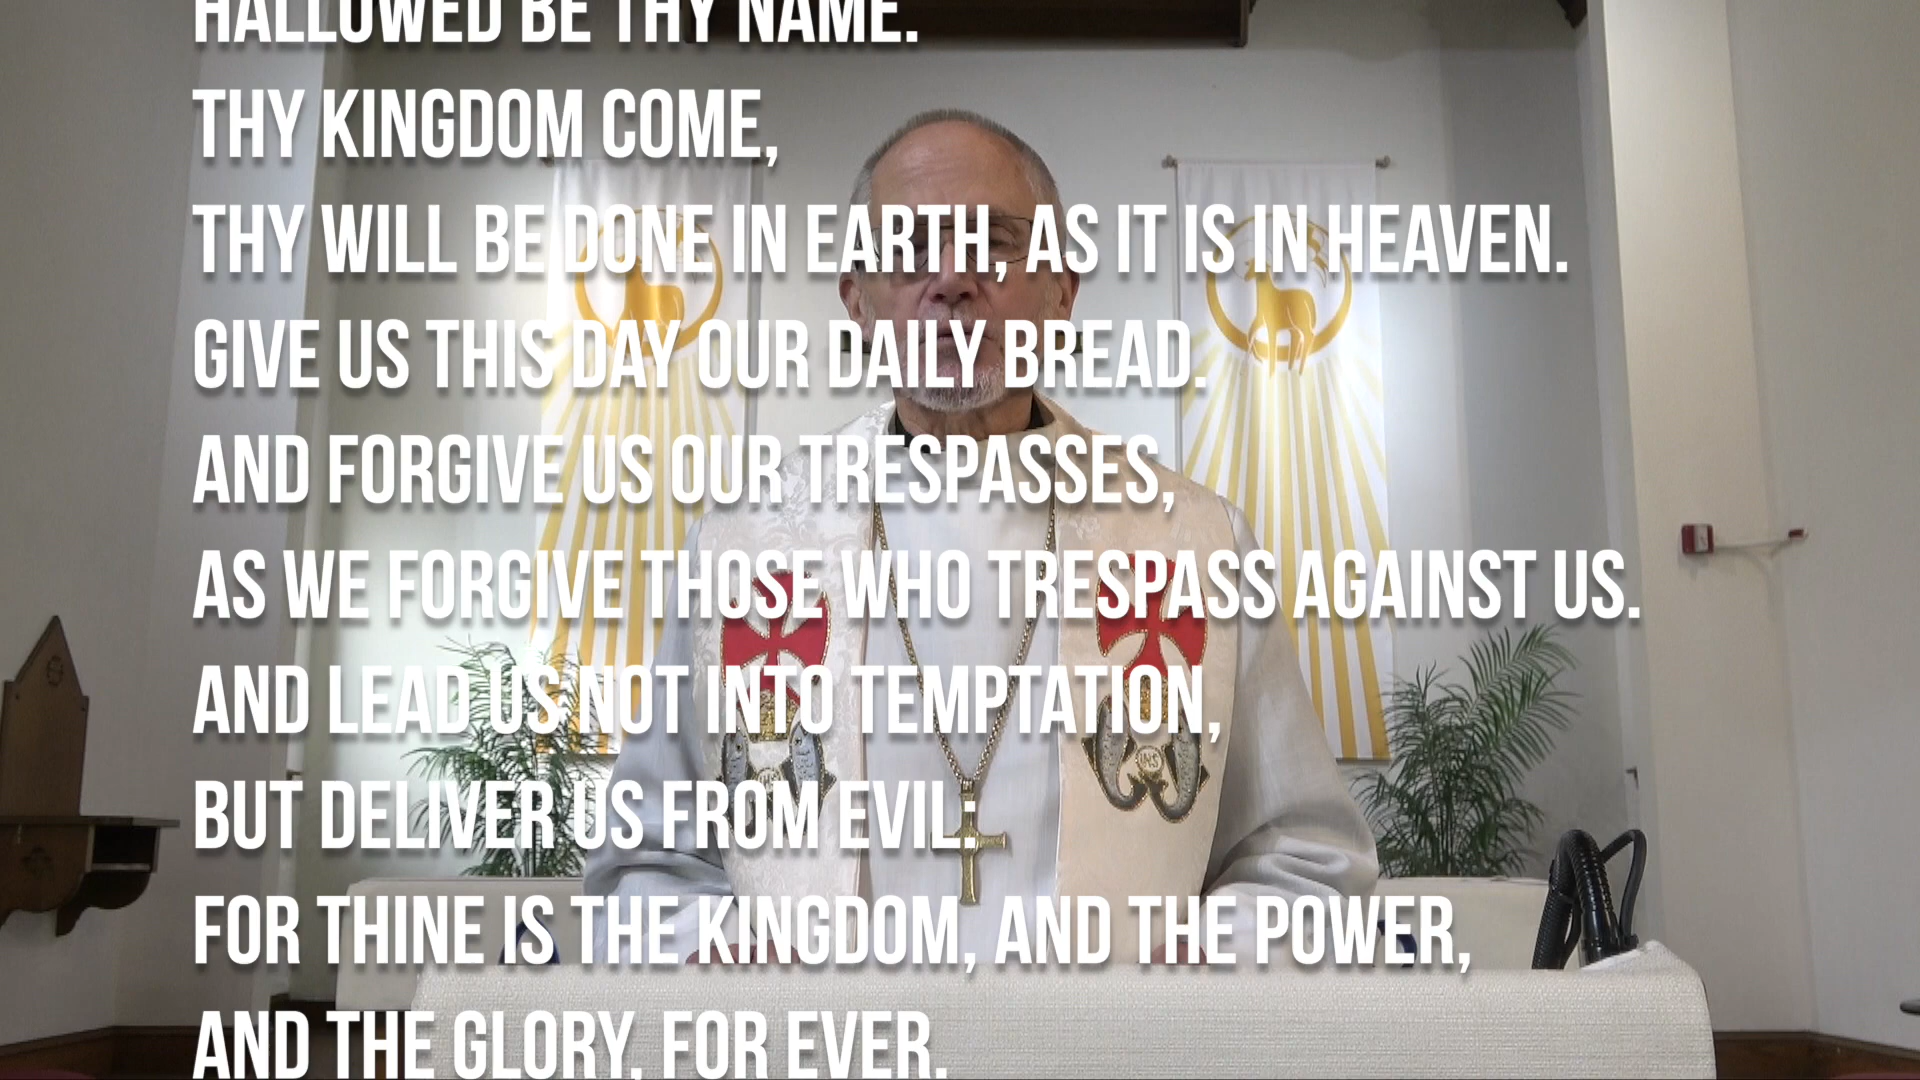 HALLOWED BE THY NAME.
THY KINGDOM COME,
THY WILL BE DONE IN EARTH, AS IT IS IN HEAVEN.
GIVE US THIS DAY OUR DAILY BREAD.
AND FORGIVE US OUR TRESPASSES,
AS WE FORGIVE THOSE WHO TRESPASS AGAINST US.
AND LEAD US NOT INTO TEMPTATION,
BUT DELIVER US FROM EVIL:
FOR THINE IS THE KINGDOM, AND THE POWER,
AND THE GLORY, FOR EVER.
IHS